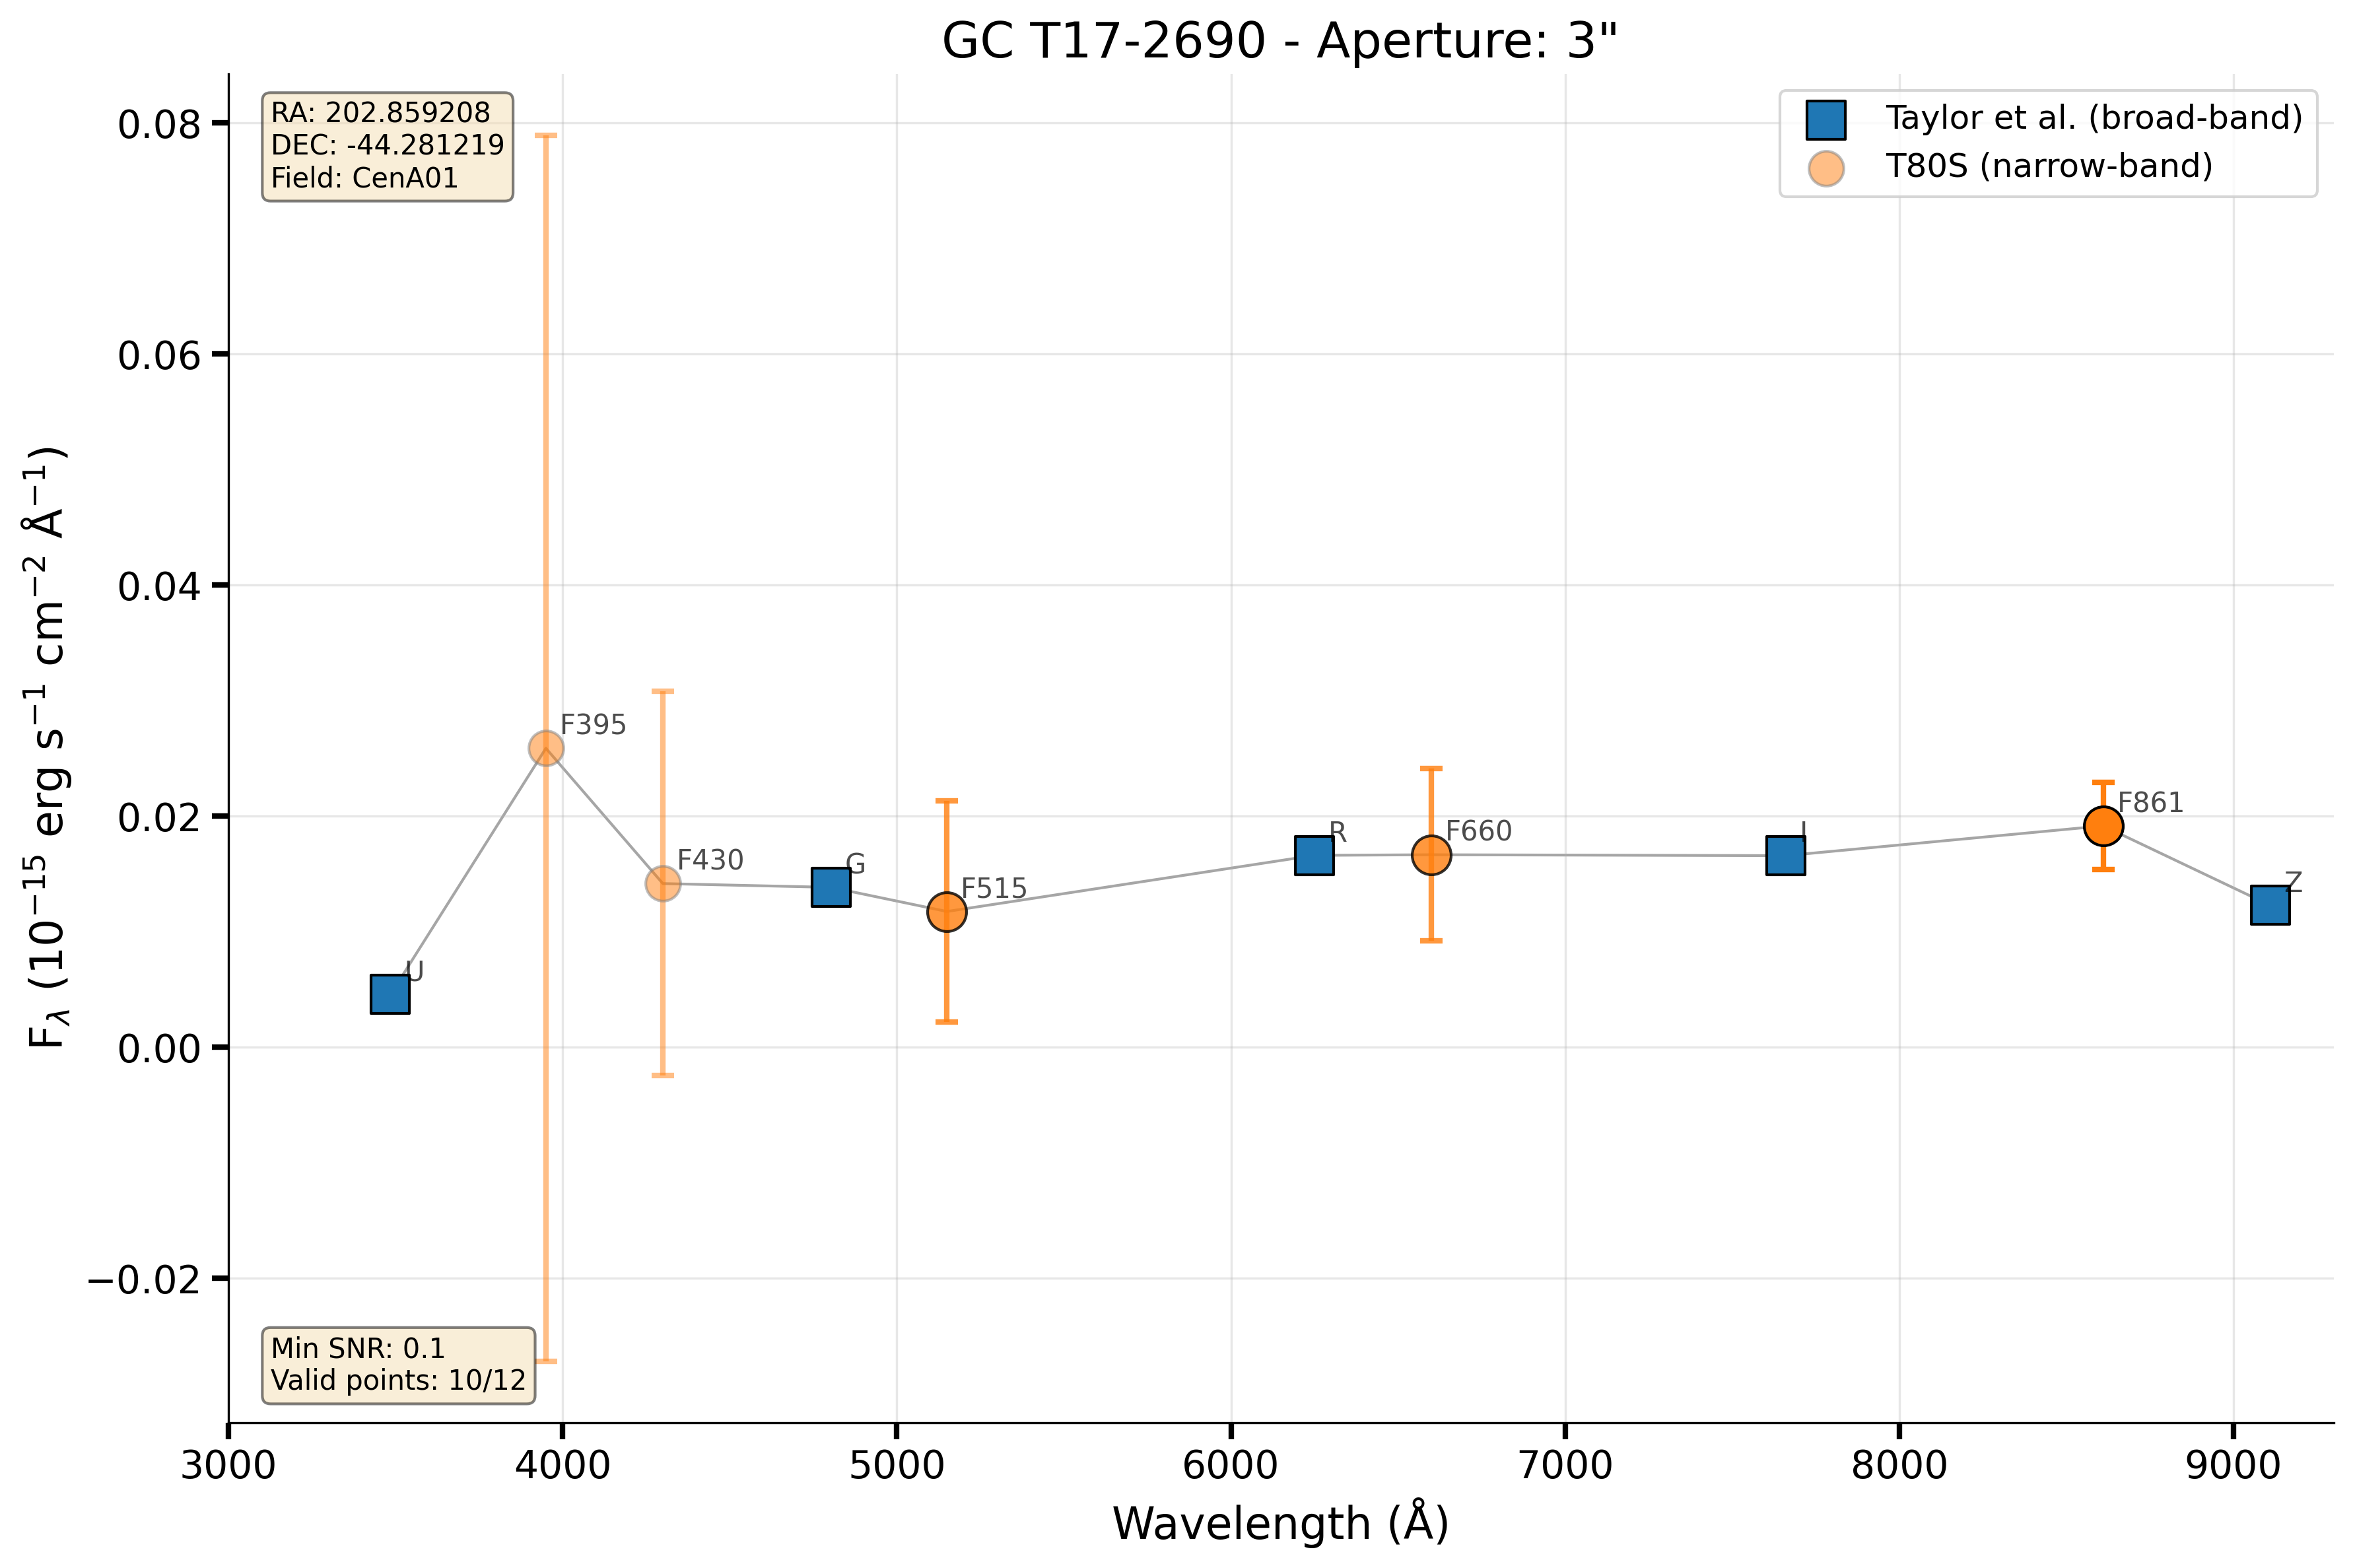 GC T17-2690 - Aperture: 3"
RA: 202.859208
DEC: -44.281219
Field: CenA01
Taylor et al. (broad-band)
T80S (narrow-band)
F_λ (10⁻¹⁵ erg s⁻¹ cm⁻² Å⁻¹)
0.08
0.06
0.04
0.02
0.00
−0.02
U
F395
F430
G
F515
R
F660
I
F861
Z
Min SNR: 0.1
Valid points: 10/12
3000 4000 5000 6000 7000 8000 9000
Wavelength (Å)